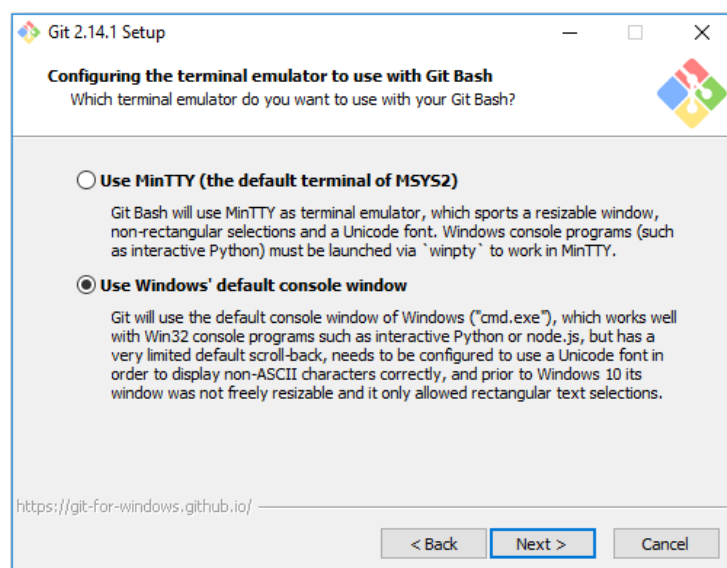 Git 2.14.1 Setup
Configuring the terminal emulator to use with Git Bash
Which terminal emulator do you want to use with your Git Bash?
Use MinTTY (the default terminal of MSYS2)
Git Bash will use MinTTY as terminal emulator, which sports a resizable window,
non-rectangular selections and a Unicode font. Windows console programs (such
as interactive Python) must be launched via `winpty` to work in MinTTY.
Use Windows' default console window
Git will use the default console window of Windows ("cmd.exe"), which works well
with Win32 console programs such as interactive Python or node.js, but has a
very limited default scroll-back, needs to be configured to use a Unicode font in
order to display non-ASCII characters correctly, and prior to Windows 10 its
window was not freely resizable and it only allowed rectangular text selections.
https://git-for-windows.github.io/
< Back
Next >
Cancel